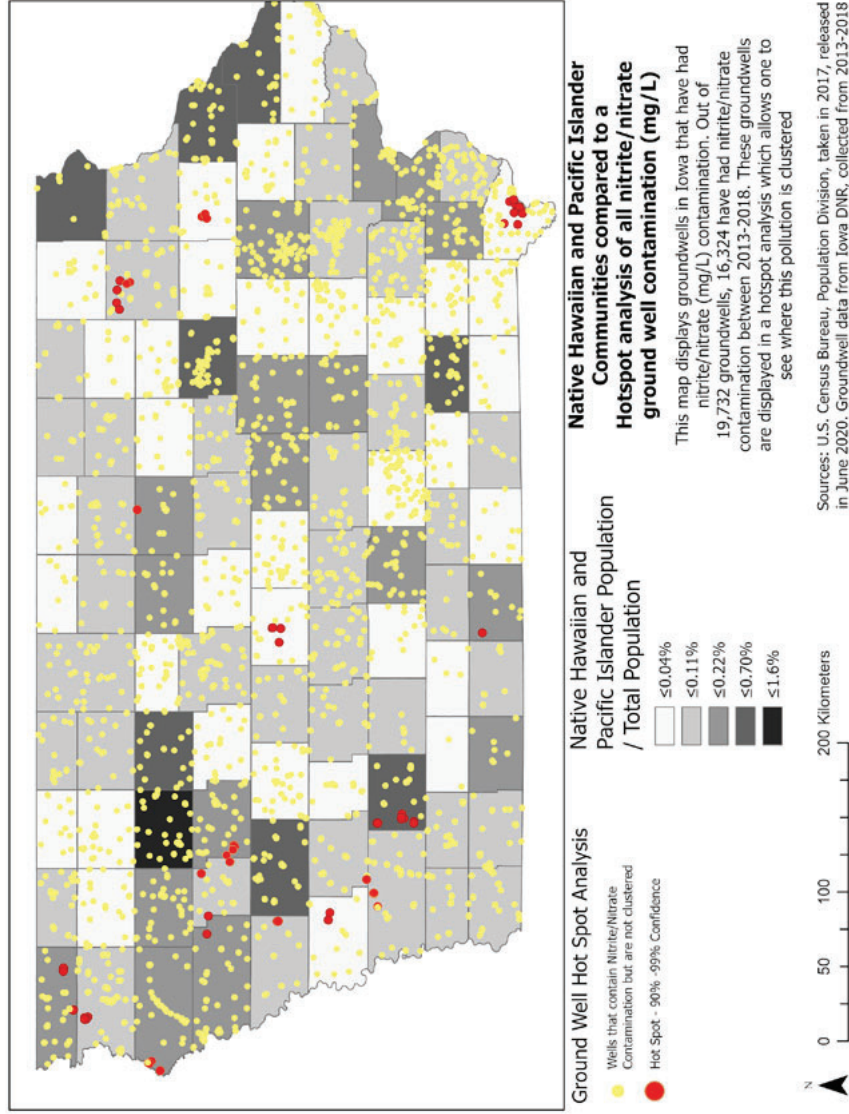 Ground Well Hot Spot Analysis
Wells that contain Nitrite/Nitrate
Contamination but are not clustered
Hot Spot - 90% -99% Confidence
N
0 50 100 200 Kilometers
Native Hawaiian and
Pacific Islander Population
/ Total Population
≤0.04%
≤0.11%
≤0.22%
≤0.70%
≤1.6%
Native Hawaiian and Pacific Islander
Communities compared to a
Hotspot analysis of all nitrite/nitrate
ground well contamination (mg/L)
This map displays groundwells in Iowa that have had
nitrite/nitrate (mg/L) contamination. Out of
19,732 groundwells, 16,324 have had nitrite/nitrate
contamination between 2013-2018. These groundwells
are displayed in a hotspot analysis which allows one to
see where this pollution is clustered
Sources: U.S. Census Bureau, Population Division, taken in 2017, released
in June 2020. Groundwell data from Iowa DNR, collected from 2013-2018